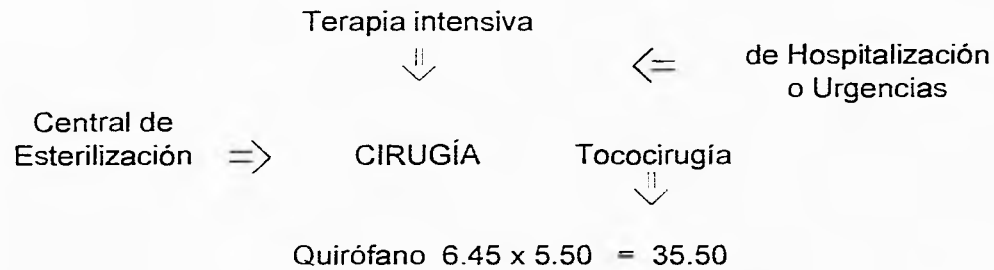 Terapia intensiva
de Hospitalización
o Urgencias
Central de
Esterilización
CIRUGÍA
Tococirugía
Quirófano 6.45 x 5.50 = 35.50